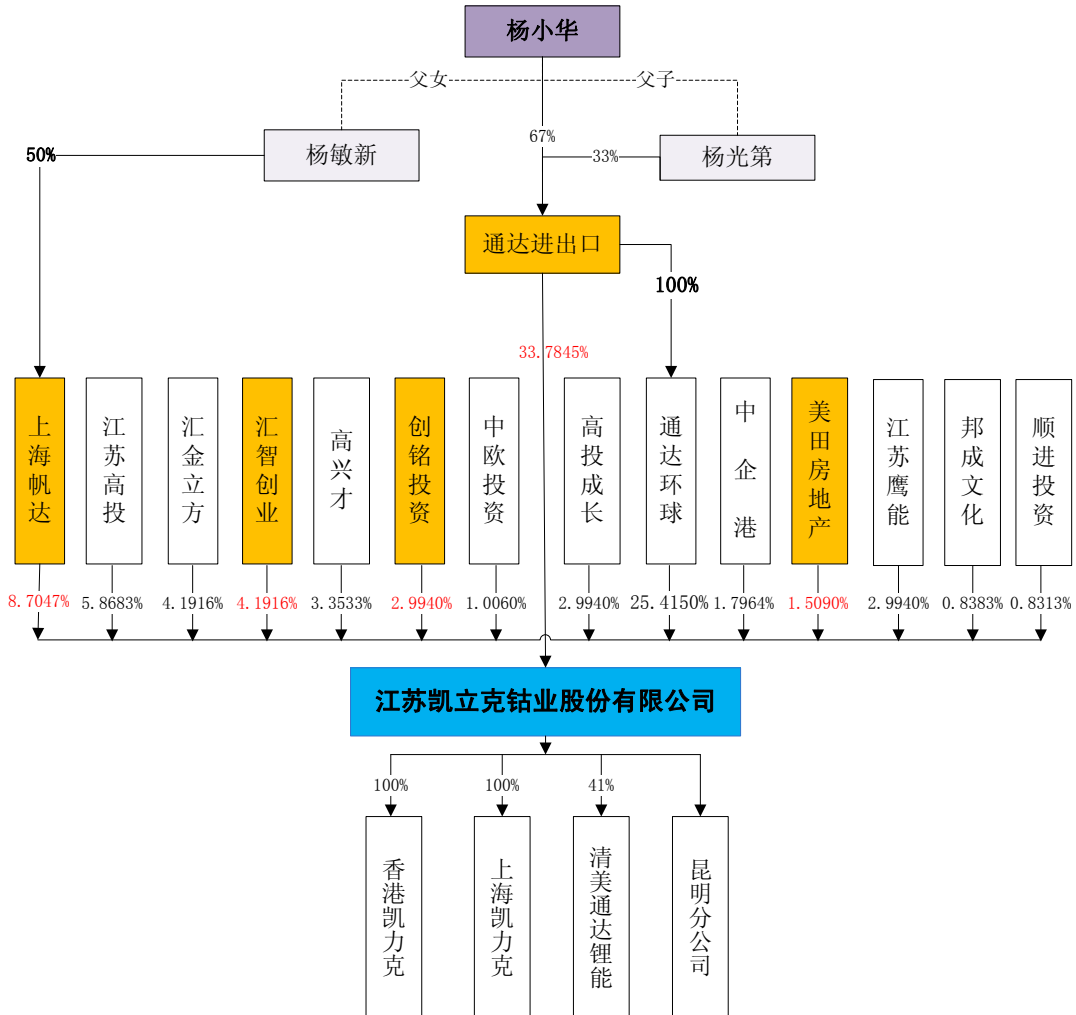 杨小华
父女
父子
67%
50%
杨敏新
33%
杨光第
通达进出口
100%
33.7845%
上海帆达
江苏高投
汇金立方
汇智创业
高兴才
创铭投资
中欧投资
高投成长
通达环球
中企港
美田房地产
江苏鹰能
邦成文化
顺进投资
8.7047%
5.8683%
4.1916%
4.1916%
3.3533%
2.9940%
1.0060%
2.9940%
25.4150%
1.7964%
1.5090%
2.9940%
0.8383%
0.8313%
江苏凯立克钴业股份有限公司
100%
100%
41%
香港凯力克
上海凯力克
清美通达锂能
昆明分公司